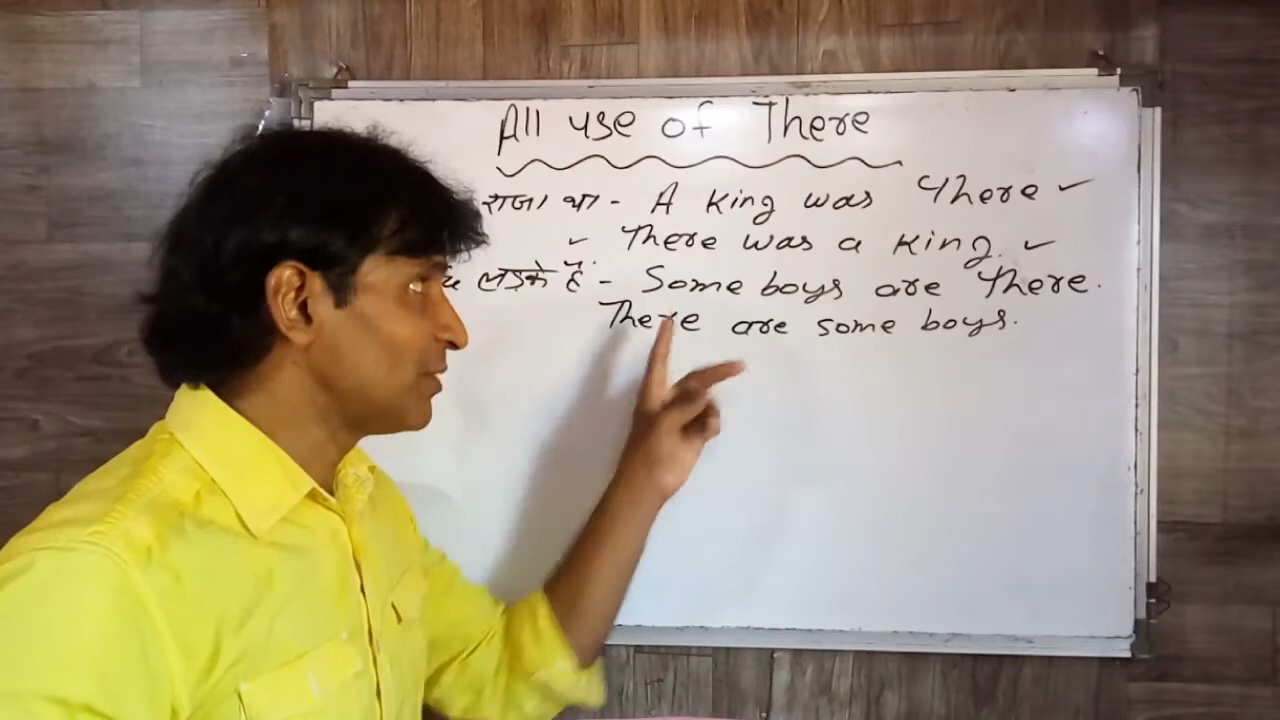 All use of There
राजा था - A king was There ✓
✓ There was a king. ✓
लड़के हैं - Some boys are There.
There are some boys.